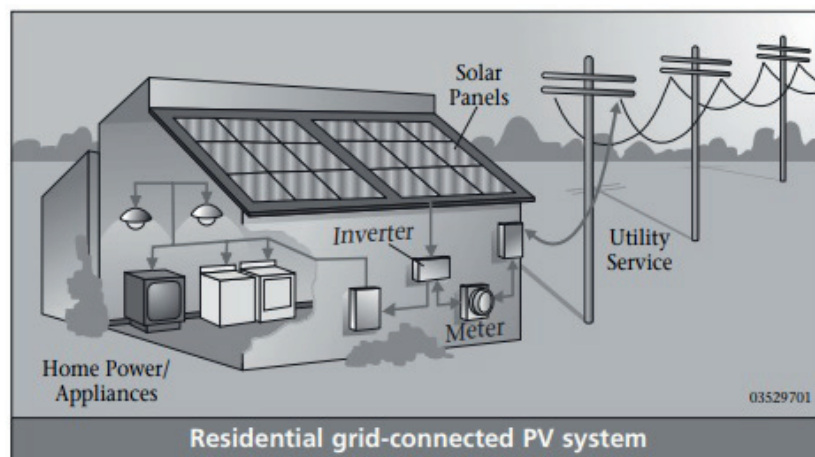 Solar
Panels
Inverter
Utility
Service
Meter
Home Power/
Appliances
03529701
Residential grid-connected PV system